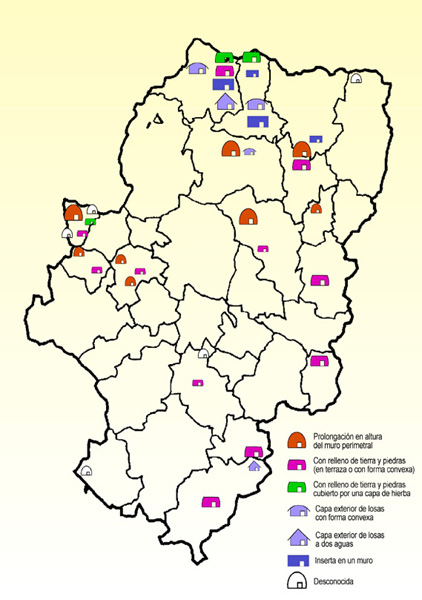 Prolongación en altura
del muro perimetral
Con relleno de tierra y piedras
(en terraza o con forma convexa)
Con relleno de tierra y piedras
cubierto por una capa de hierba
Capa exterior de losas
con forma convexa
Capa exterior de losas
a dos aguas
Inserta en un muro
Desconocida